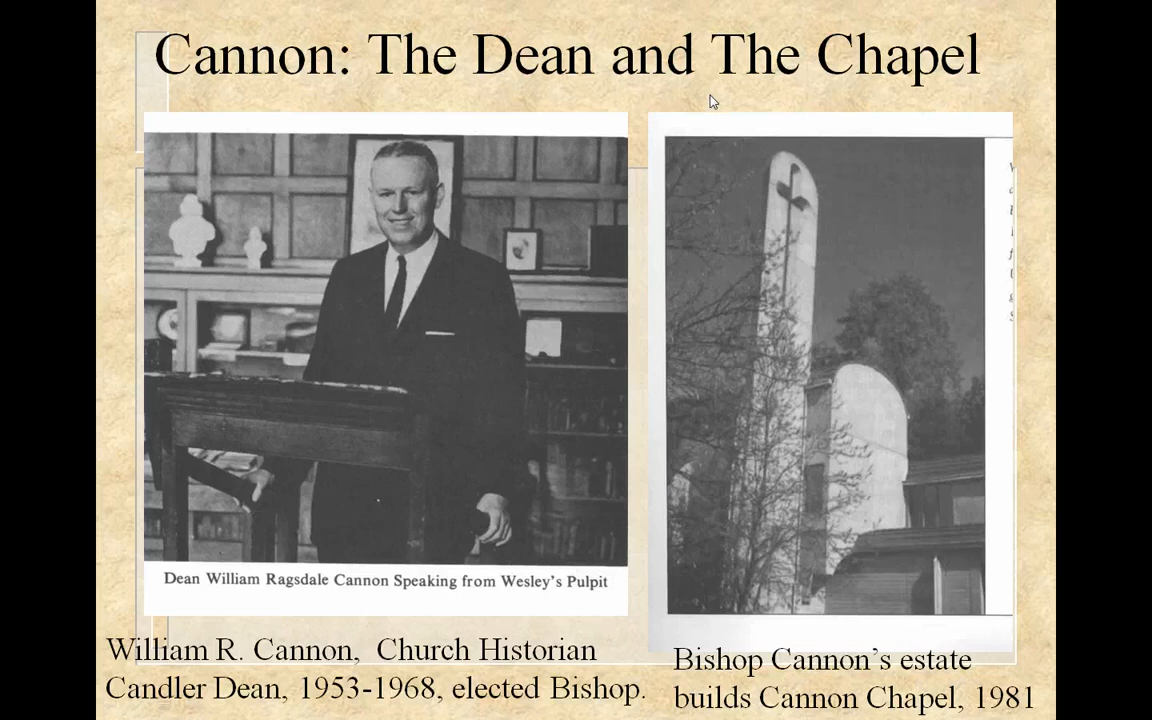 Cannon: The Dean and The Chapel
Dean William Ragsdale Cannon Speaking from Wesley's Pulpit
William R. Cannon,  Church Historian
Candler Dean, 1953-1968, elected Bishop.
Bishop Cannon's estate
builds Cannon Chapel, 1981